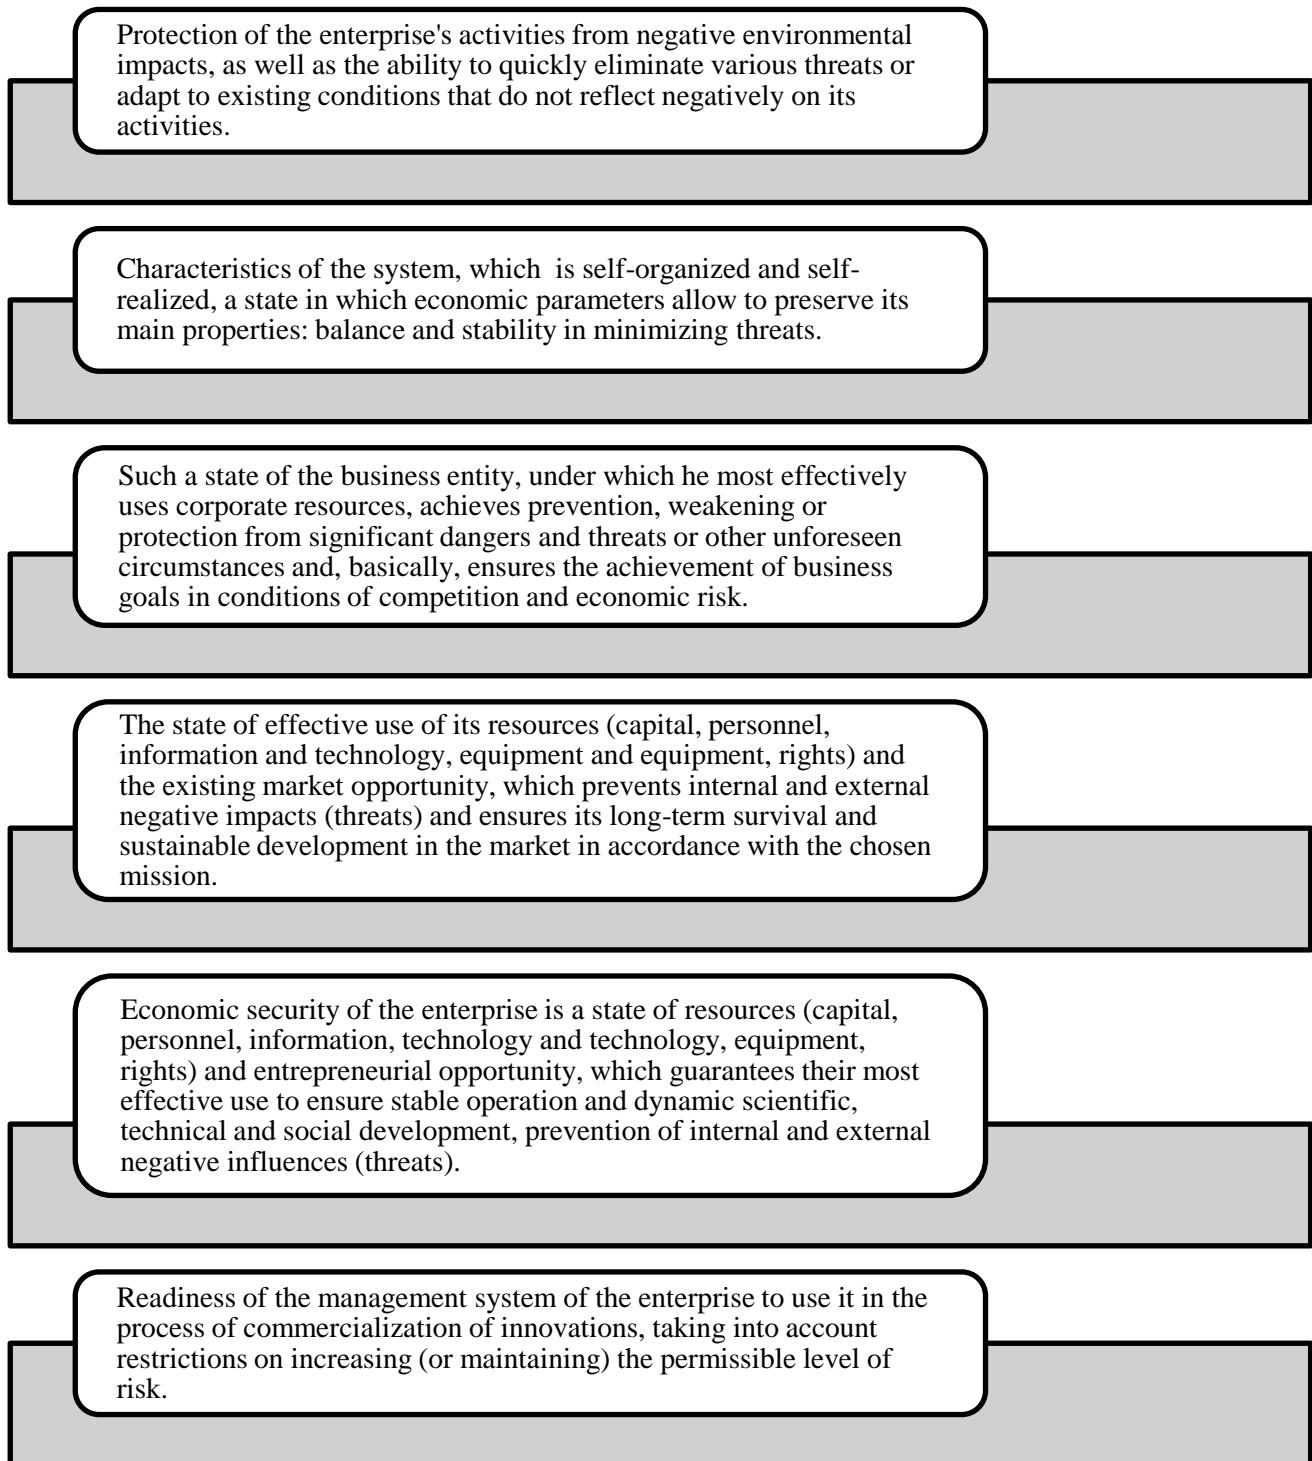 Protection of the enterprise's activities from negative environmental
impacts, as well as the ability to quickly eliminate various threats or
adapt to existing conditions that do not reflect negatively on its
activities.
Characteristics of the system, which  is self-organized and self-
realized, a state in which economic parameters allow to preserve its
main properties: balance and stability in minimizing threats.
Such a state of the business entity, under which he most effectively
uses corporate resources, achieves prevention, weakening or
protection from significant dangers and threats or other unforeseen
circumstances and, basically, ensures the achievement of business
goals in conditions of competition and economic risk.
The state of effective use of its resources (capital, personnel,
information and technology, equipment and equipment, rights) and
the existing market opportunity, which prevents internal and external
negative impacts (threats) and ensures its long-term survival and
sustainable development in the market in accordance with the chosen
mission.
Economic security of the enterprise is a state of resources (capital,
personnel, information, technology and technology, equipment,
rights) and entrepreneurial opportunity, which guarantees their most
effective use to ensure stable operation and dynamic scientific,
technical and social development, prevention of internal and external
negative influences (threats).
Readiness of the management system of the enterprise to use it in the
process of commercialization of innovations, taking into account
restrictions on increasing (or maintaining) the permissible level of
risk.